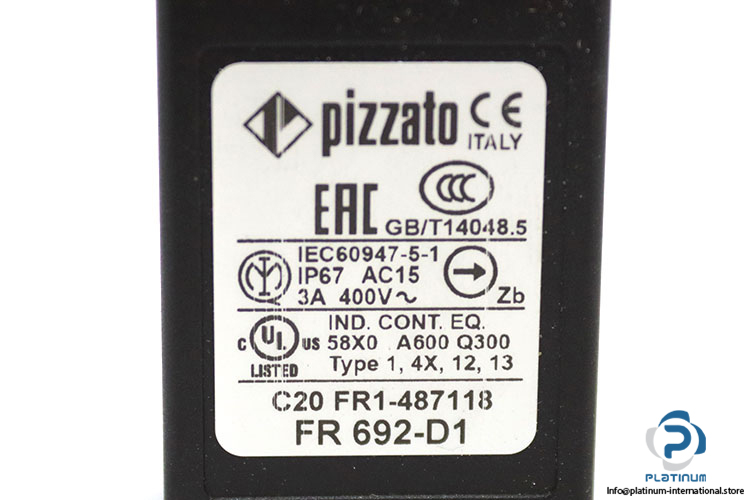 pizzato CE
ITALY
EAC CCC
GB/T14048.5
IEC60947-5-1
IP67 AC15
3A 400V~ Zb
IND. CONT. EQ.
C UL US 58X0 A600 Q300
LISTED Type 1, 4X, 12, 13
C20 FR1-487118
FR 692-D1
PLATINUM
Info@platinum-international.store